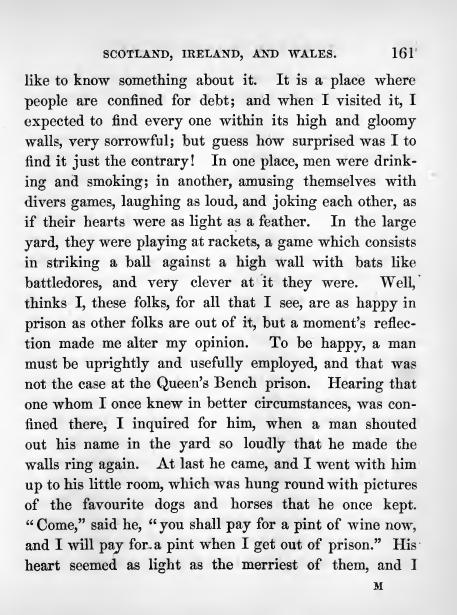 SCOTLAND, IRELAND, AND WALES. 161
like to know something about it. It is a place where
people are confined for debt; and when I visited it, I
expected to find every one within its high and gloomy
walls, very sorrowful; but guess how surprised was I to
find it just the contrary! In one place, men were drink-
ing and smoking; in another, amusing themselves with
divers games, laughing as loud, and joking each other, as
if their hearts were as light as a feather. In the large
yard, they were playing at rackets, a game which consists
in striking a ball against a high wall with bats like
battledores, and very clever at it they were. Well,
thinks I, these folks, for all that I see, are as happy in
prison as other folks are out of it, but a moment's reflec-
tion made me alter my opinion. To be happy, a man
must be uprightly and usefully employed, and that was
not the case at the Queen's Bench prison. Hearing that
one whom I once knew in better circumstances, was con-
fined there, I inquired for him, when a man shouted
out his name in the yard so loudly that he made the
walls ring again. At last he came, and I went with him
up to his little room, which was hung round with pictures
of the favourite dogs and horses that he once kept.
"Come," said he, "you shall pay for a pint of wine now,
and I will pay for a pint when I get out of prison." His
heart seemed as light as the merriest of them, and I
M